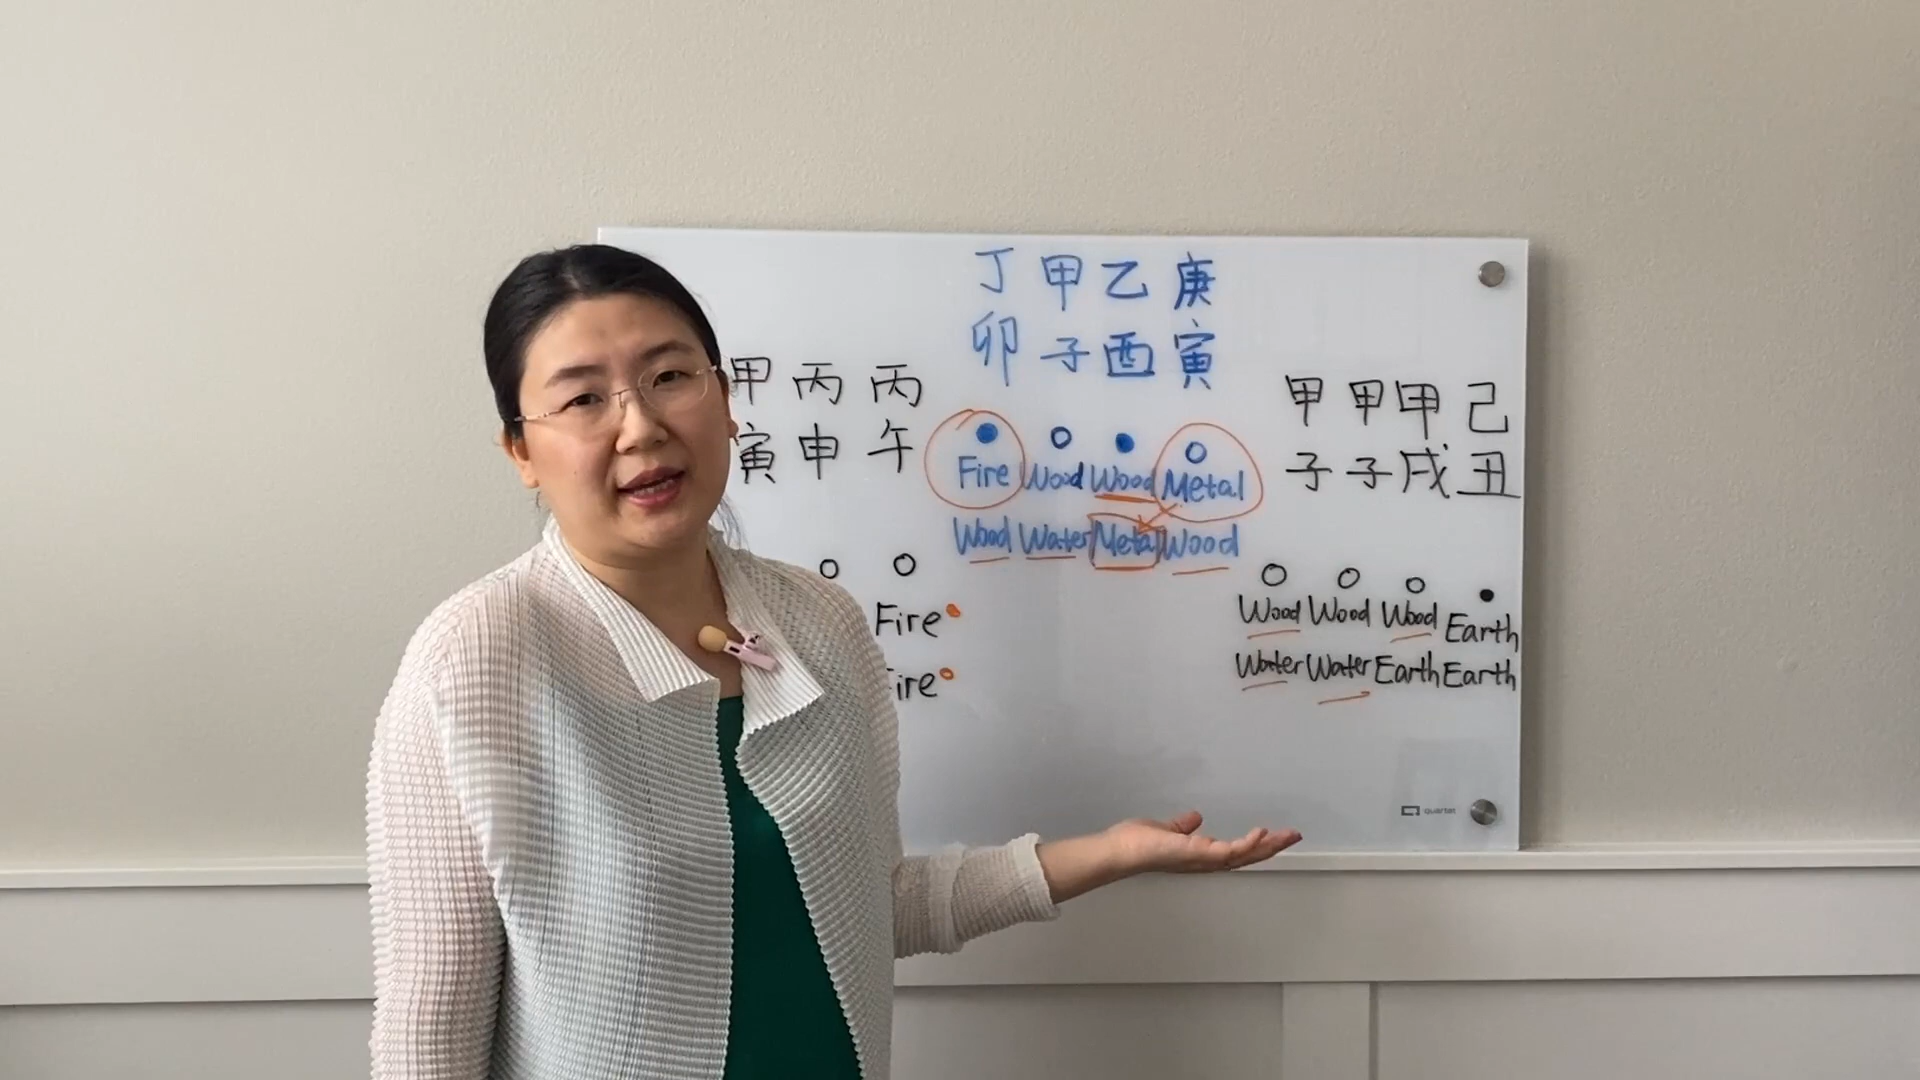 丁 甲 乙 庚
卯 子 酉 寅
Fire Wood Wood Metal
Wood Water Metal Wood
甲 丙 丙
寅 申 午
Fire
ire
甲 甲 甲 己
子 子 戌 丑
Wood Wood Wood Earth
Water Water Earth Earth
quartet